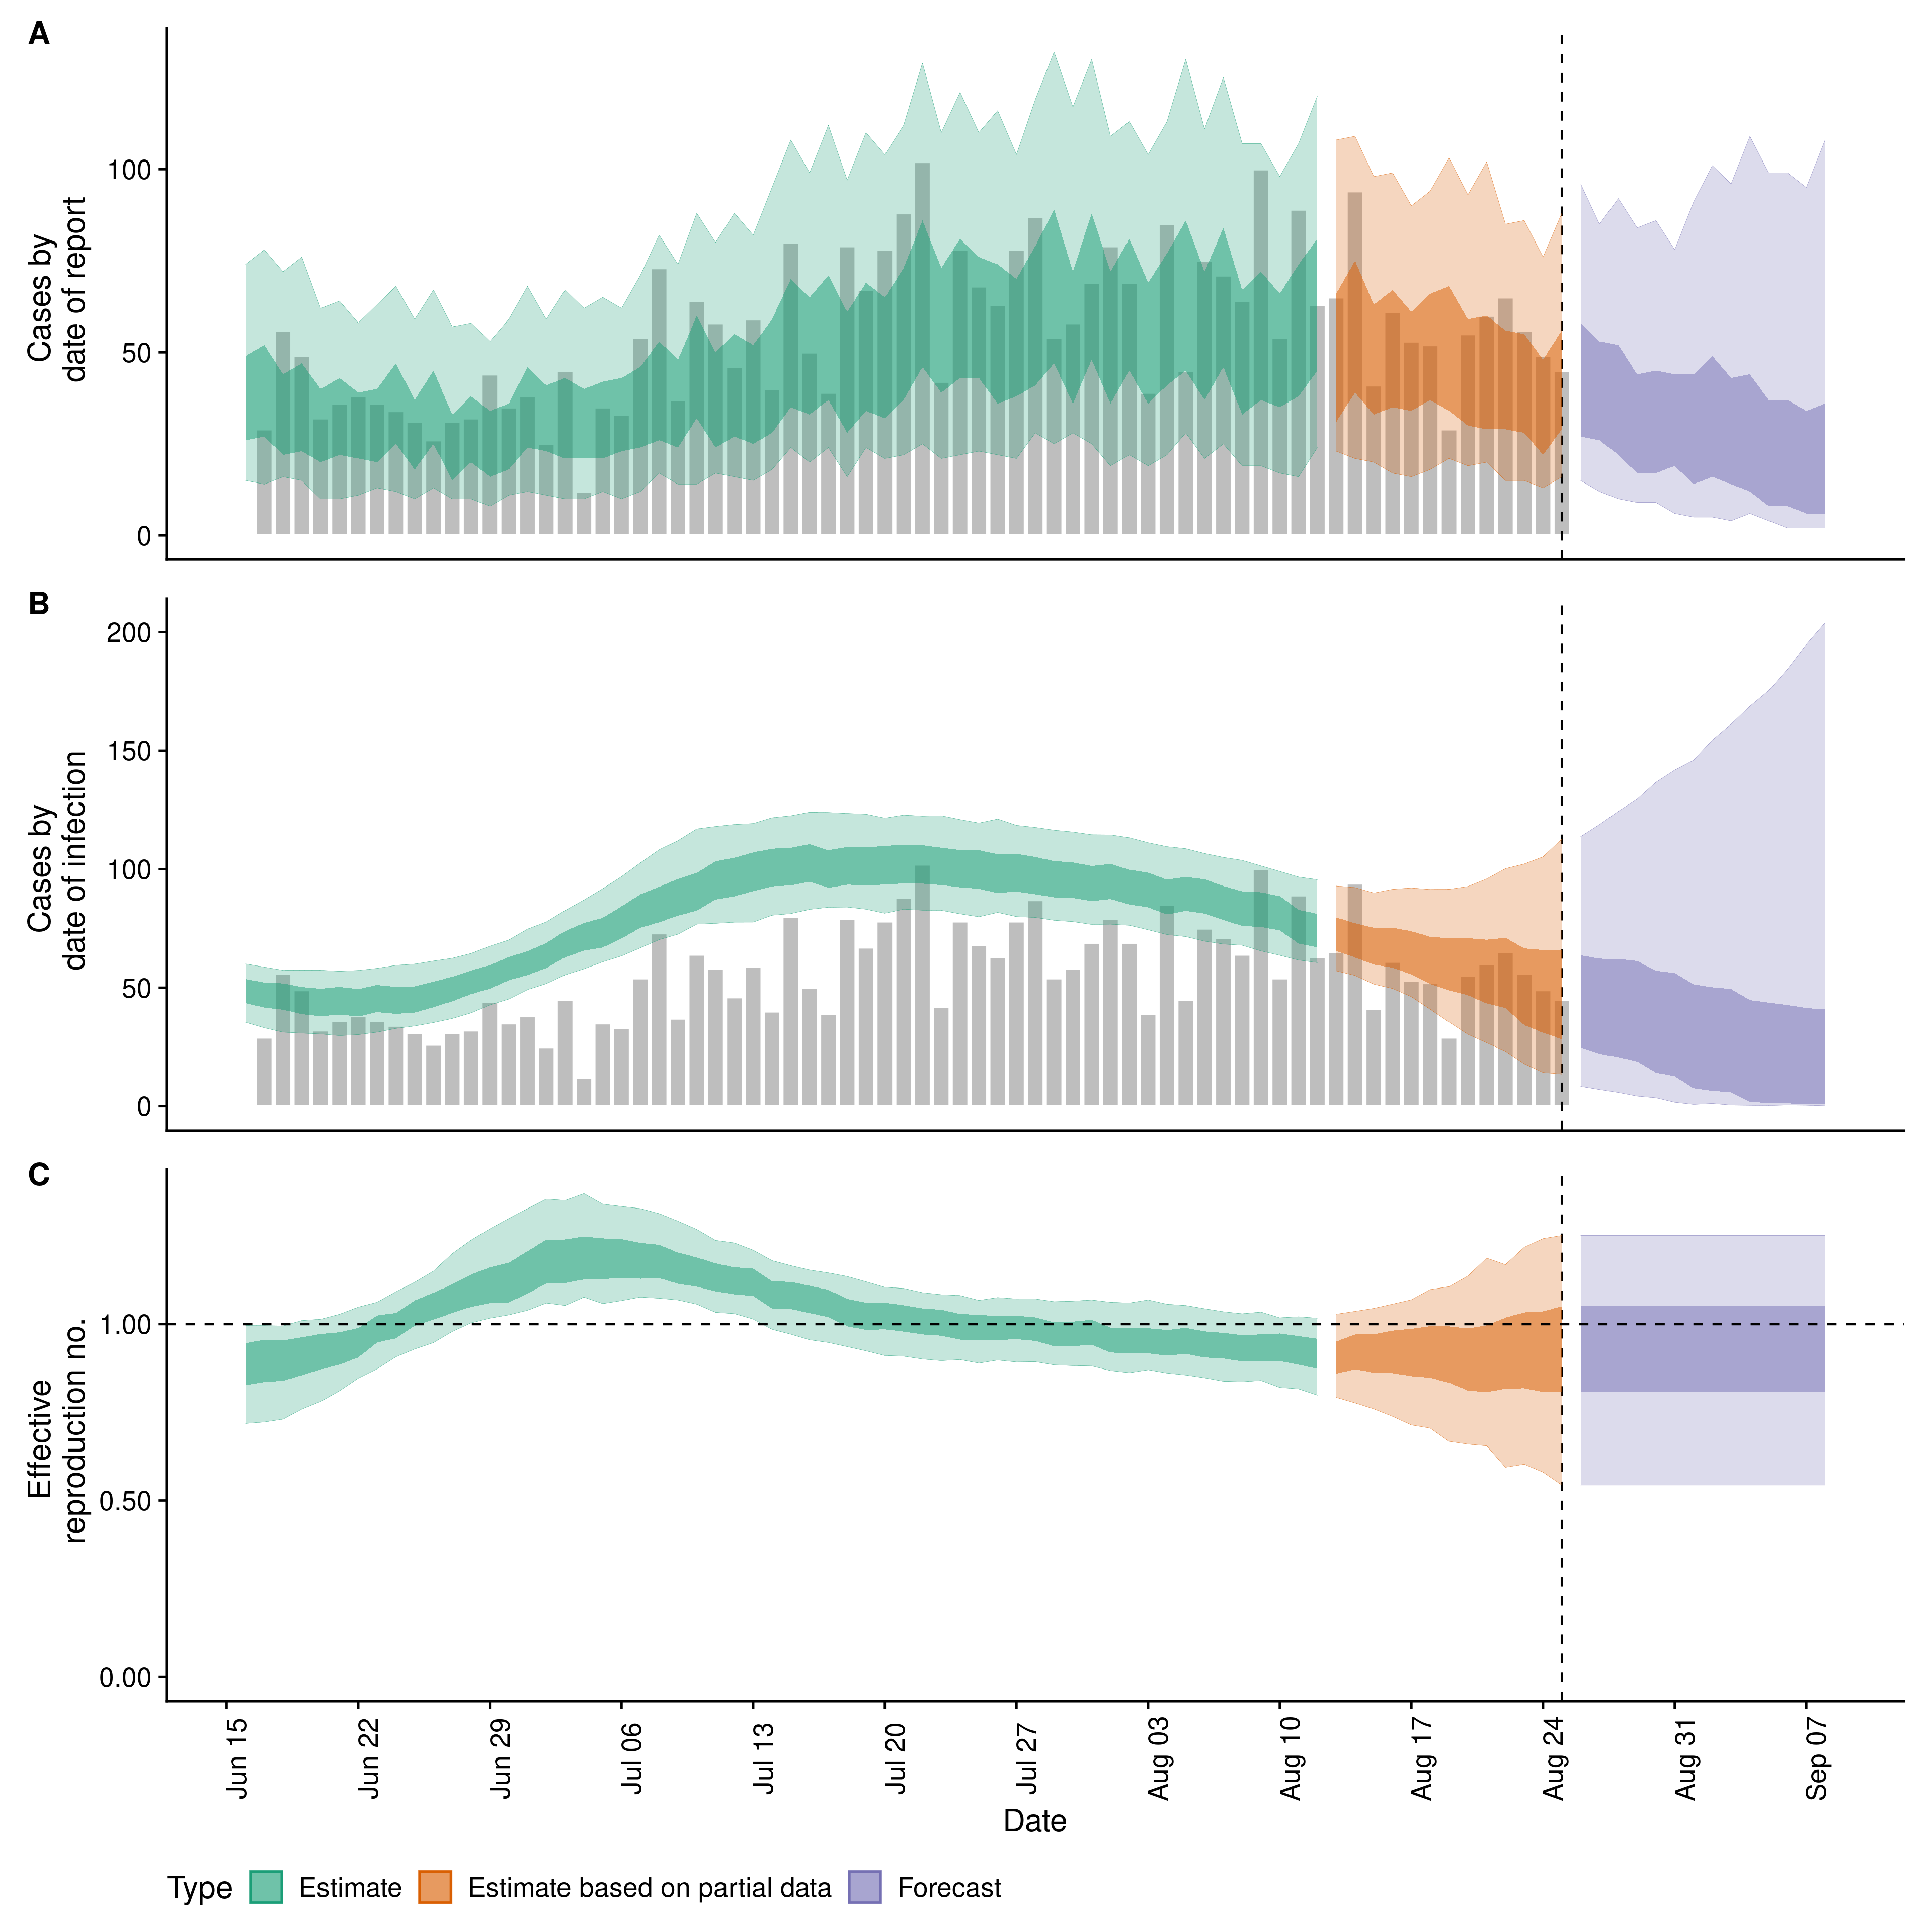 A
Cases by
date of report
100
50
0
B
Cases by
date of infection
200
150
100
50
0
C
Effective
reproduction no.
1.00
0.50
0.00
Jun 15
Jun 22
Jun 29
Jul 06
Jul 13
Jul 20
Jul 27
Aug 03
Aug 10
Aug 17
Aug 24
Aug 31
Sep 07
Date
Type Estimate Estimate based on partial data Forecast